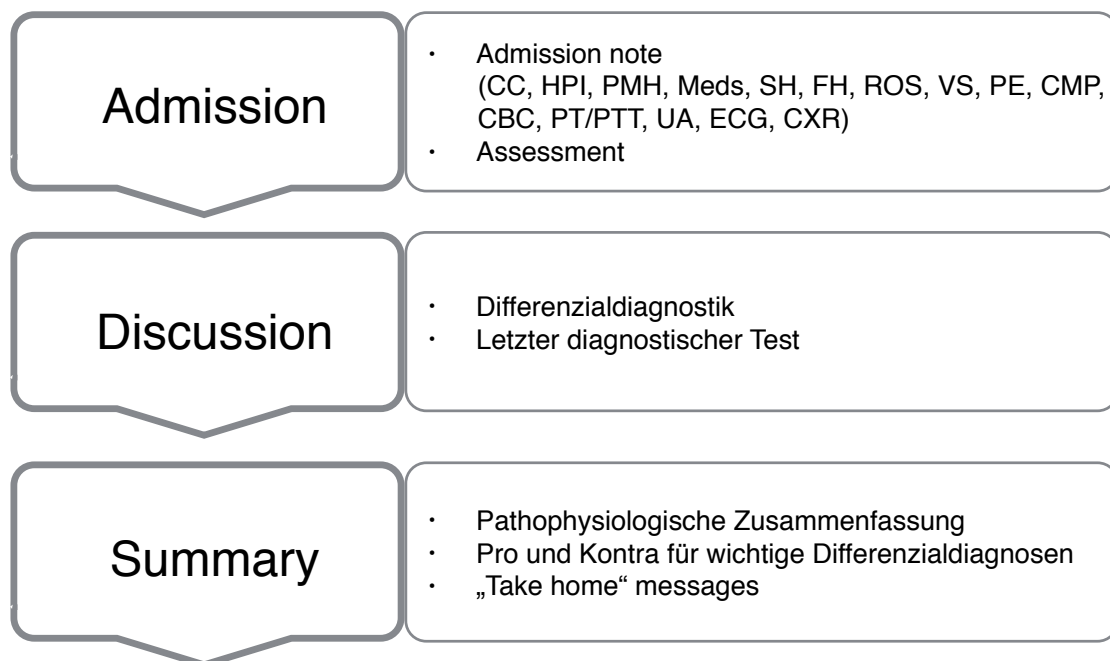 Admission
· Admission note
(CC, HPI, PMH, Meds, SH, FH, ROS, VS, PE, CMP,
CBC, PT/PTT, UA, ECG, CXR)
· Assessment
Discussion
· Differenzialdiagnostik
· Letzter diagnostischer Test
Summary
· Pathophysiologische Zusammenfassung
· Pro und Kontra für wichtige Differenzialdiagnosen
· „Take home“ messages